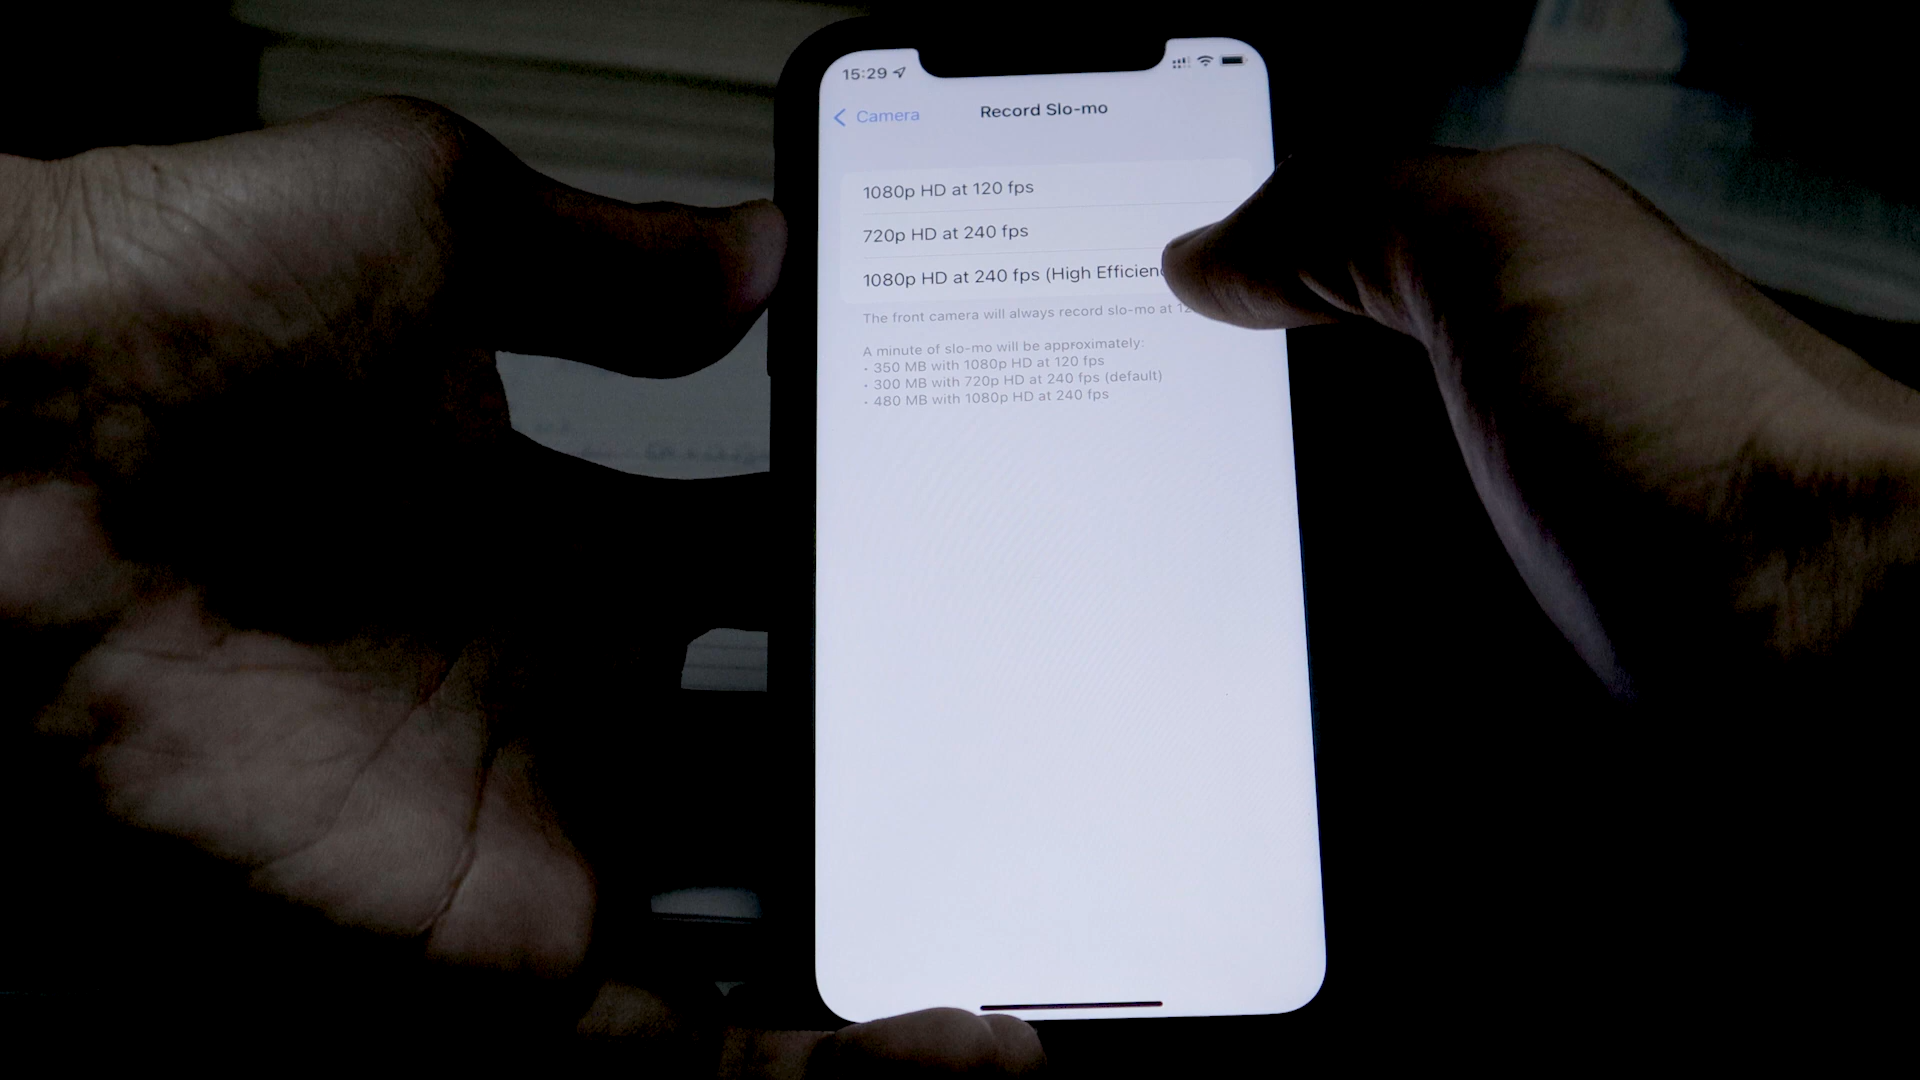 15:29
Camera
Record Slo-mo
1080p HD at 120 fps
720p HD at 240 fps
1080p HD at 240 fps (High
The front camera will always record slo-mo at
A minute of slo-mo will be approximately:
• 350 MB with 1080p HD at 120 fps
• 300 MB with 720p HD at 240 fps (default)
• 480 MB with 1080p HD at 240 fps